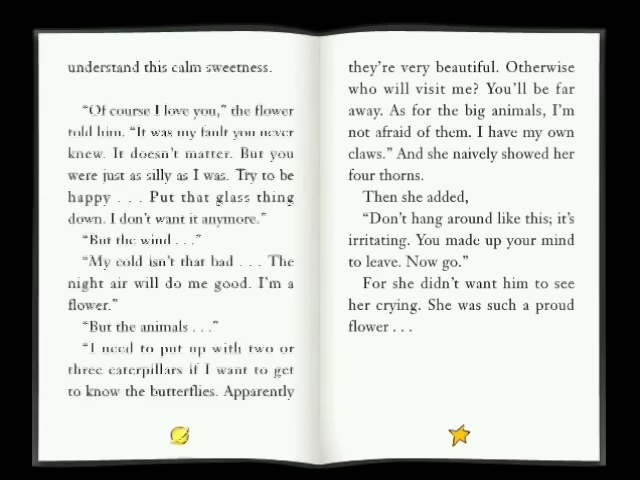 understand this calm sweetness.
“Of course I love you,” the flower
told him. “It was my fault you never
knew. It doesn’t matter. But you
were just as silly as I was. Try to be
happy . . . Put that glass thing
down. I don’t want it anymore.”
“But the wind . . .”
“My cold isn’t that bad . . . The
night air will do me good. I’m a
flower.”
“But the animals . . .”
“I need to put up with two or
three caterpillars if I want to get
to know the butterflies. Apparently
they’re very beautiful. Otherwise
who will visit me? You’ll be far
away. As for the big animals, I’m
not afraid of them. I have my own
claws.” And she naively showed her
four thorns.
Then she added,
“Don’t hang around like this; it’s
irritating. You made up your mind
to leave. Now go.”
For she didn’t want him to see
her crying. She was such a proud
flower . . .